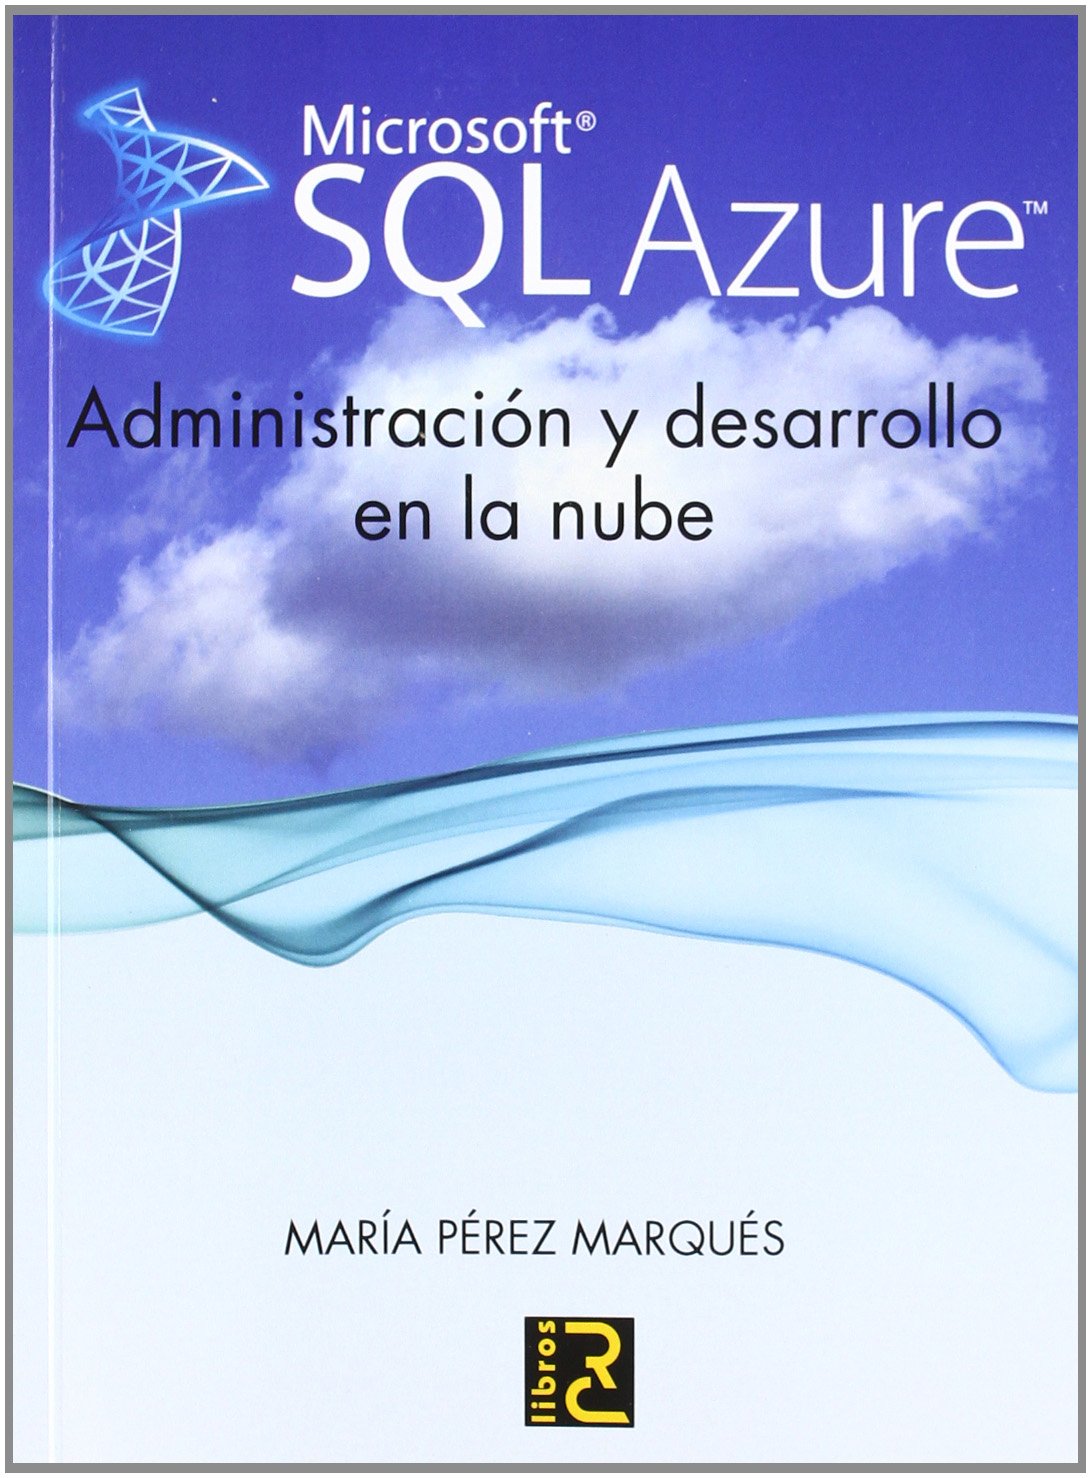 Microsoft®
SQL Azure™
Administración y desarrollo
en la nube
MARÍA PÉREZ MARQUÉS
libros
RC